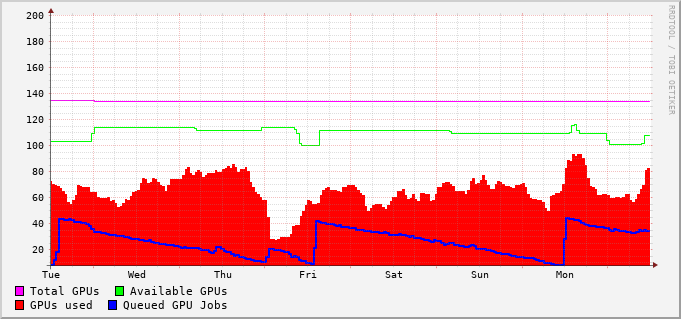 200
180
160
140
120
100
80
60
40
20
Tue Wed Thu Fri Sat Sun Mon
Total GPUs Available GPUs
GPUs used Queued GPU Jobs
RRDTOOL / TOBI OETIKER